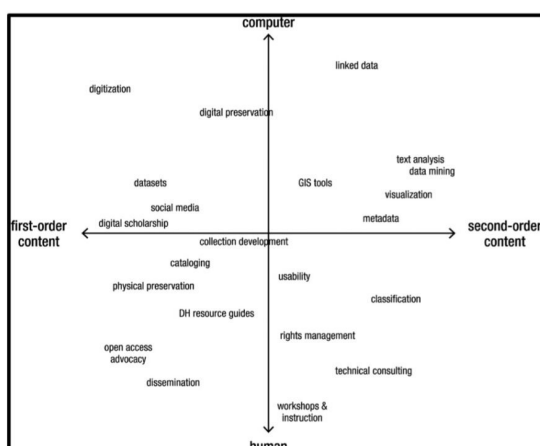 computer
linked data
digitization
digital preservation
text analysis
data mining
datasets
GIS tools
visualization
social media
metadata
digital scholarship
first-order
content
second-order
content
collection development
cataloging
usability
physical preservation
classification
DH resource guides
rights management
open access
advocacy
technical consulting
dissemination
workshops &
instruction
human